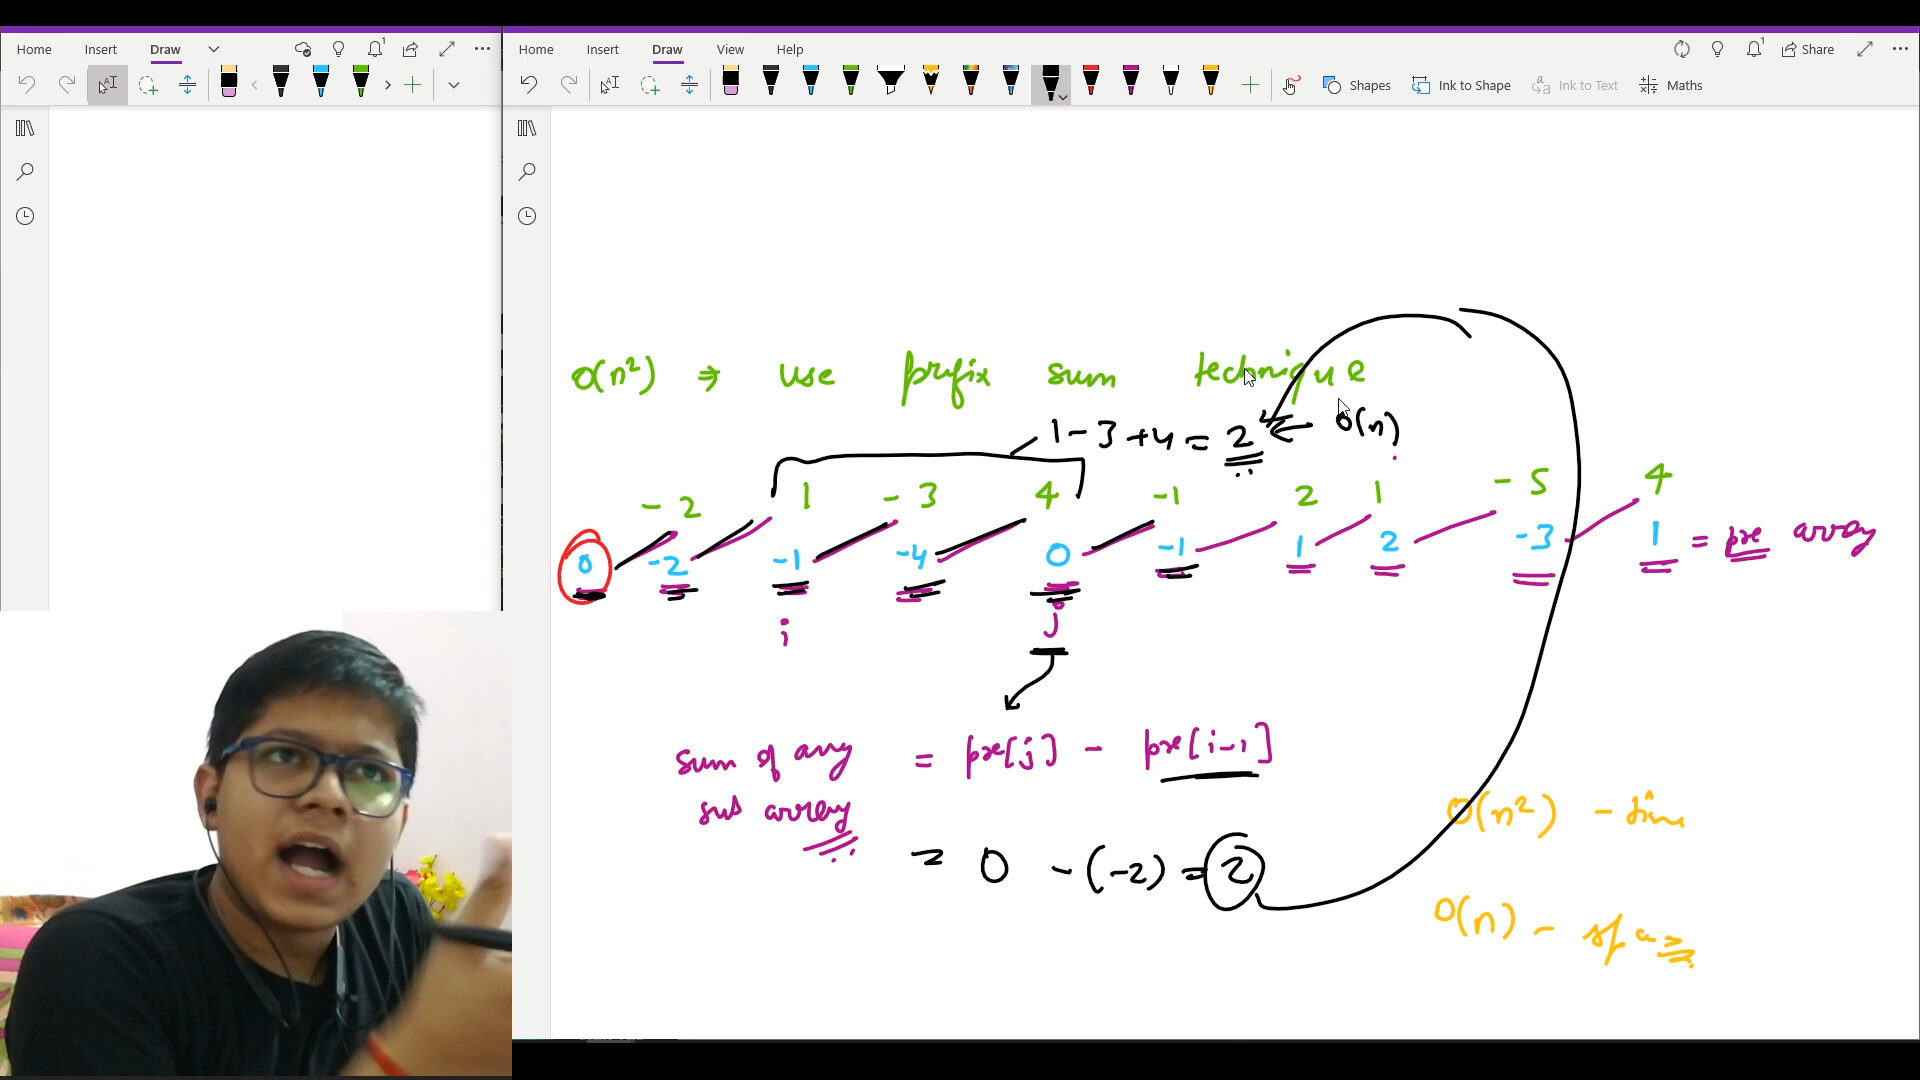 Home Insert Draw
Home Insert Draw View Help Share
Shapes Ink to Shape Ink to Text Maths
O(n²) ⇒ use prefix sum technique
1 - 3 + 4 = 2 ← O(n)
-2 1 -3 4 -1 2 1 -5 4
0 -2 -1 -4 0 -1 1 2 -3 1 = pre array
i j
sum of any = pre[j] - pre[i-1]
sub array
= 0 - (-2) = 2
O(n²) - time
O(n) - space